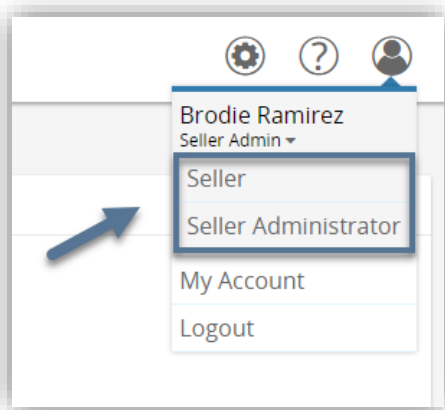 ?
Brodie Ramirez
Seller Admin
Seller
Seller Administrator
My Account
Logout